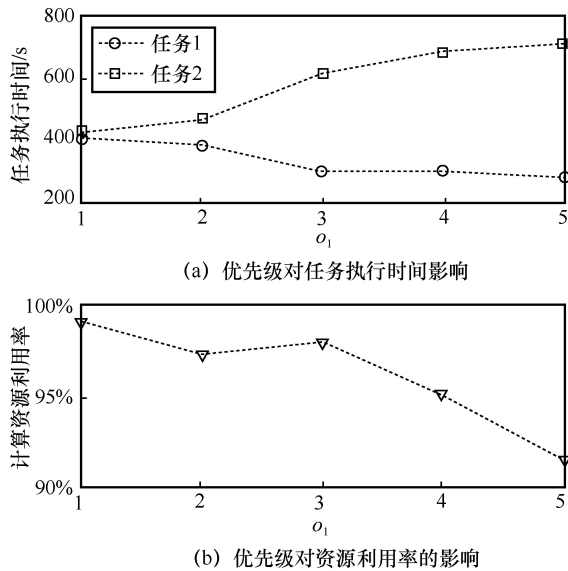 800
600
400
200
任务执行时间/s
任务1
任务2
1 2 3 4 5
o₁
(a) 优先级对任务执行时间影响
100%
95%
90%
计算资源利用率
1 2 3 4 5
o₁
(b) 优先级对资源利用率的影响